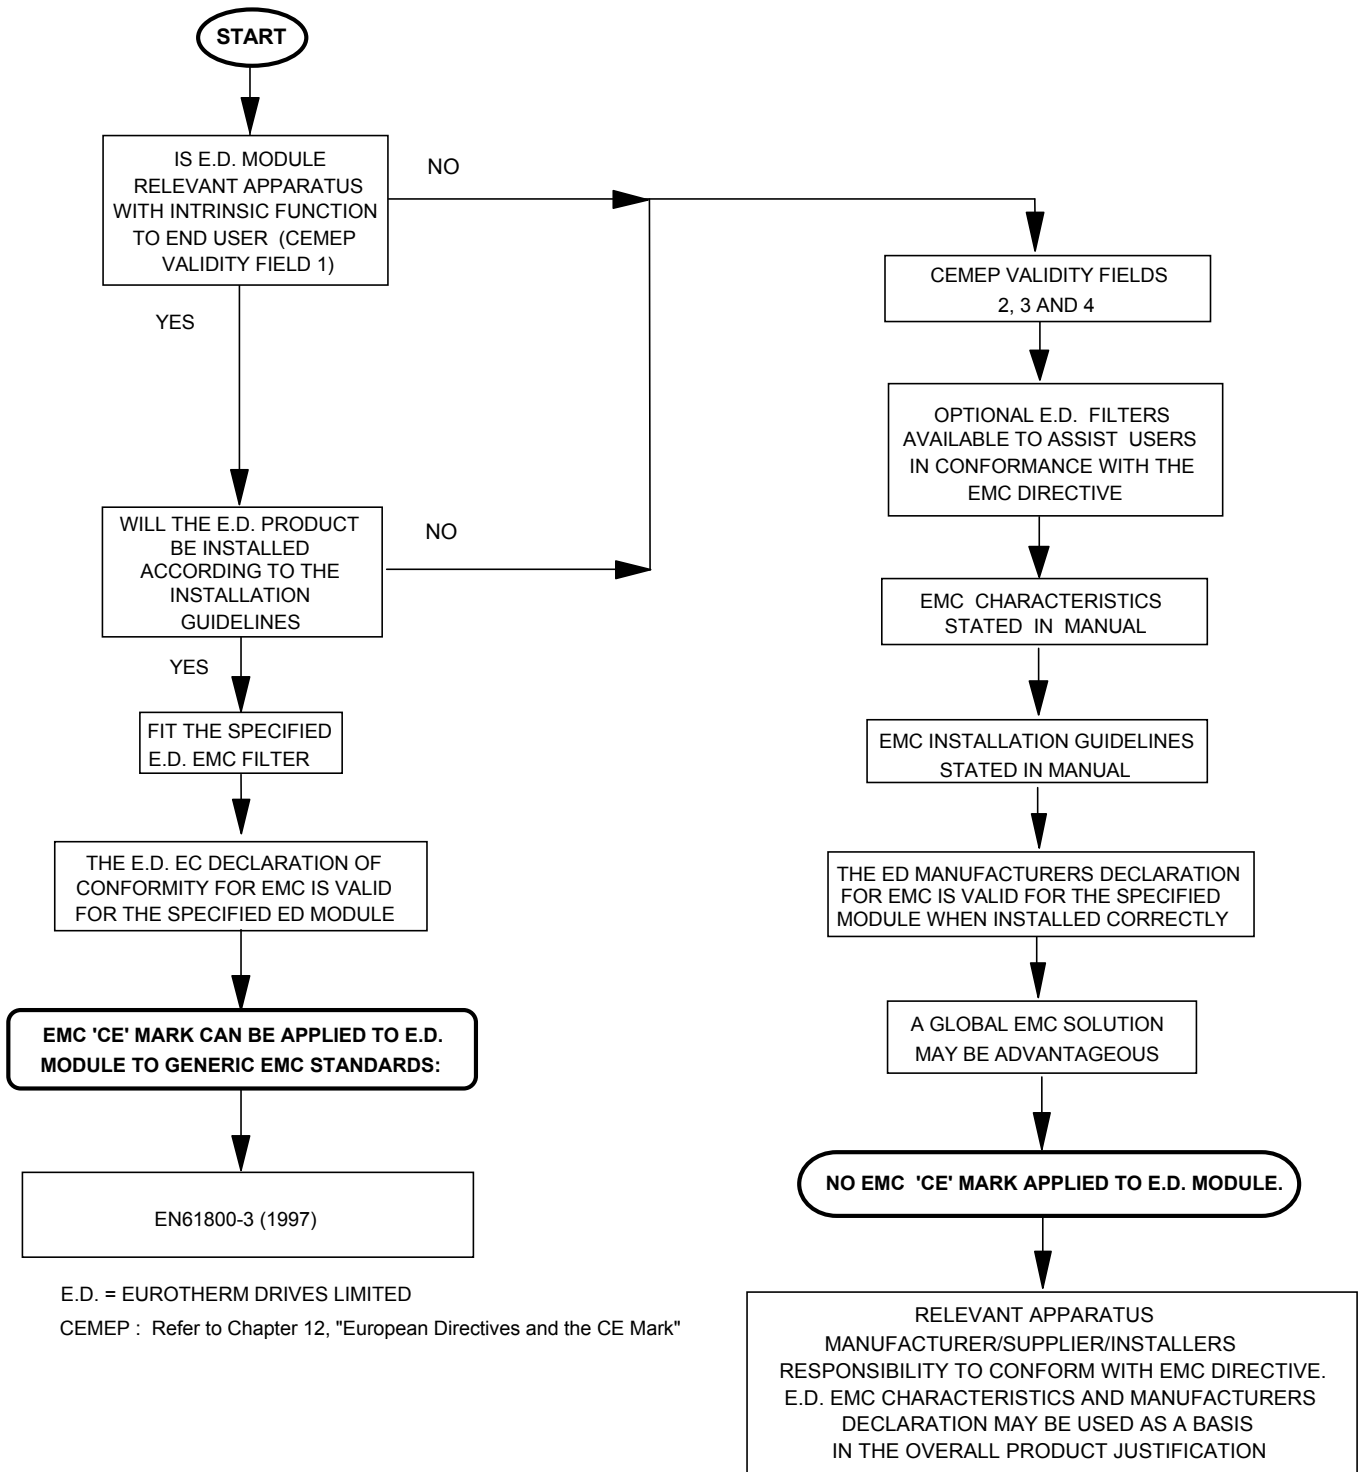 START
IS E.D. MODULE
RELEVANT APPARATUS
WITH INTRINSIC FUNCTION
TO END USER (CEMEP
VALIDITY FIELD 1)
NO
YES
WILL THE E.D. PRODUCT
BE INSTALLED
ACCORDING TO THE
INSTALLATION
GUIDELINES
NO
YES
FIT THE SPECIFIED
E.D. EMC FILTER
THE E.D. EC DECLARATION OF
CONFORMITY FOR EMC IS VALID
FOR THE SPECIFIED ED MODULE
EMC 'CE' MARK CAN BE APPLIED TO E.D.
MODULE TO GENERIC EMC STANDARDS:
EN61800-3 (1997)
E.D. = EUROTHERM DRIVES LIMITED
CEMEP : Refer to Chapter 12, "European Directives and the CE Mark"
CEMEP VALIDITY FIELDS
2, 3 AND 4
OPTIONAL E.D. FILTERS
AVAILABLE TO ASSIST USERS
IN CONFORMANCE WITH THE
EMC DIRECTIVE
EMC CHARACTERISTICS
STATED IN MANUAL
EMC INSTALLATION GUIDELINES
STATED IN MANUAL
THE ED MANUFACTURERS DECLARATION
FOR EMC IS VALID FOR THE SPECIFIED
MODULE WHEN INSTALLED CORRECTLY
A GLOBAL EMC SOLUTION
MAY BE ADVANTAGEOUS
NO EMC 'CE' MARK APPLIED TO E.D. MODULE.
RELEVANT APPARATUS
MANUFACTURER/SUPPLIER/INSTALLERS
RESPONSIBILITY TO CONFORM WITH EMC DIRECTIVE.
E.D. EMC CHARACTERISTICS AND MANUFACTURERS
DECLARATION MAY BE USED AS A BASIS
IN THE OVERALL PRODUCT JUSTIFICATION